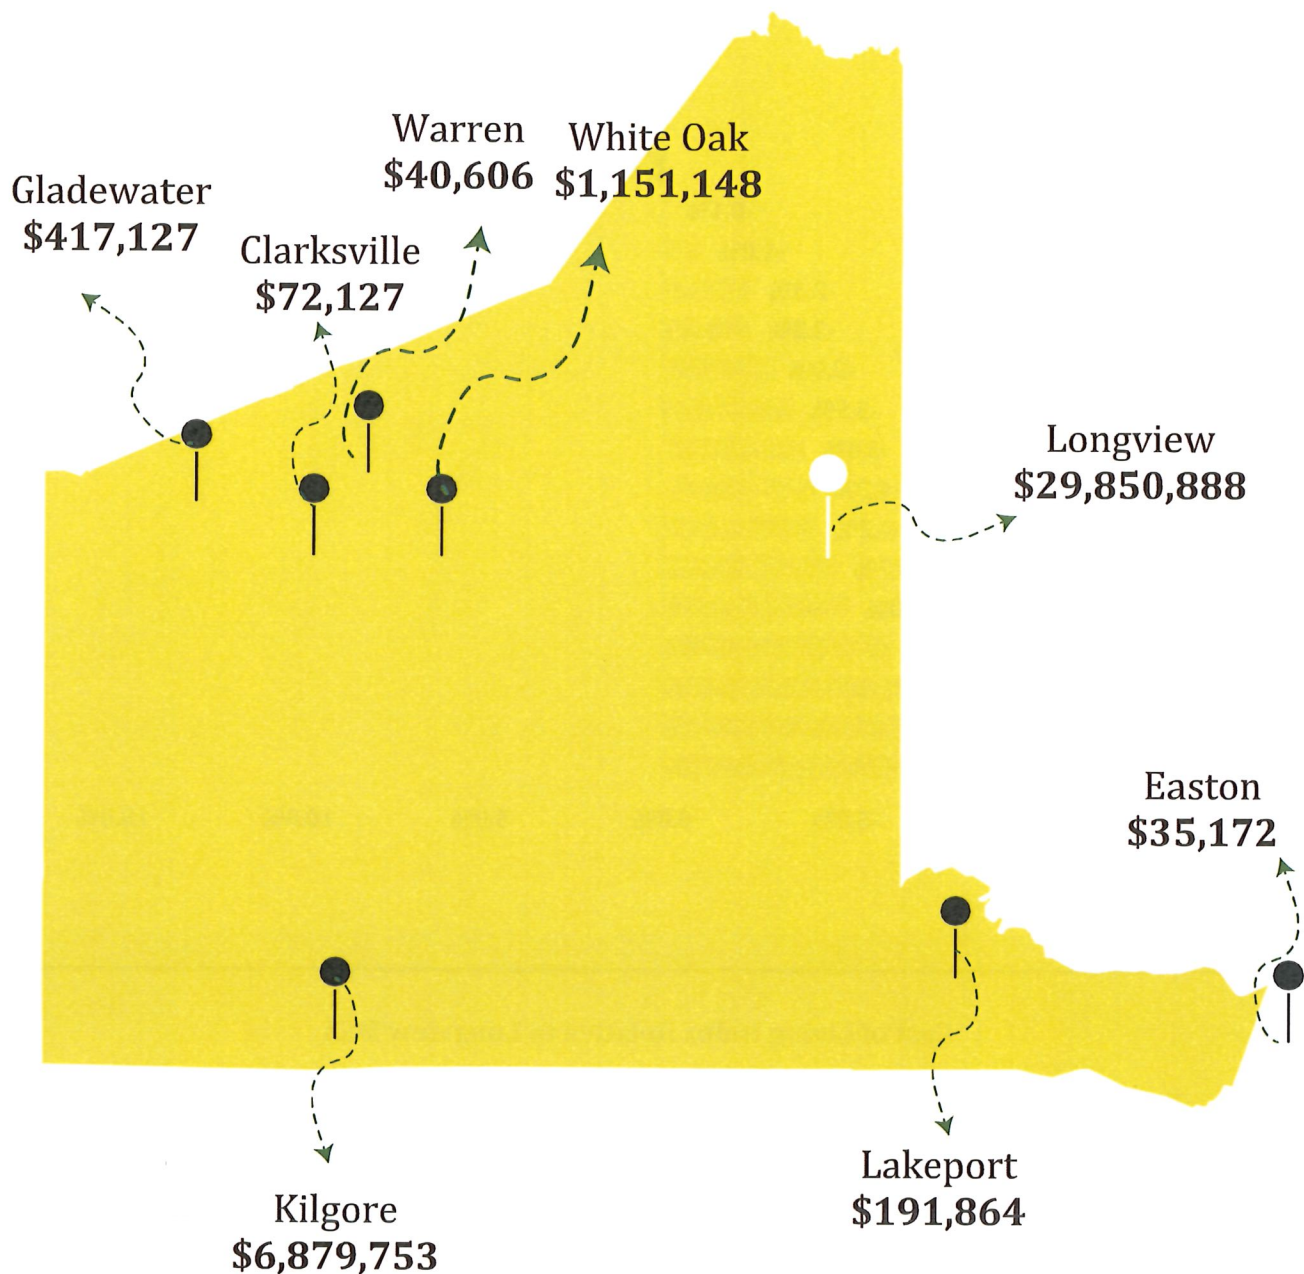 Warren
$40,606
White Oak
$1,151,148
Gladewater
$417,127
Clarksville
$72,127
Longview
$29,850,888
Easton
$35,172
Lakeport
$191,864
Kilgore
$6,879,753